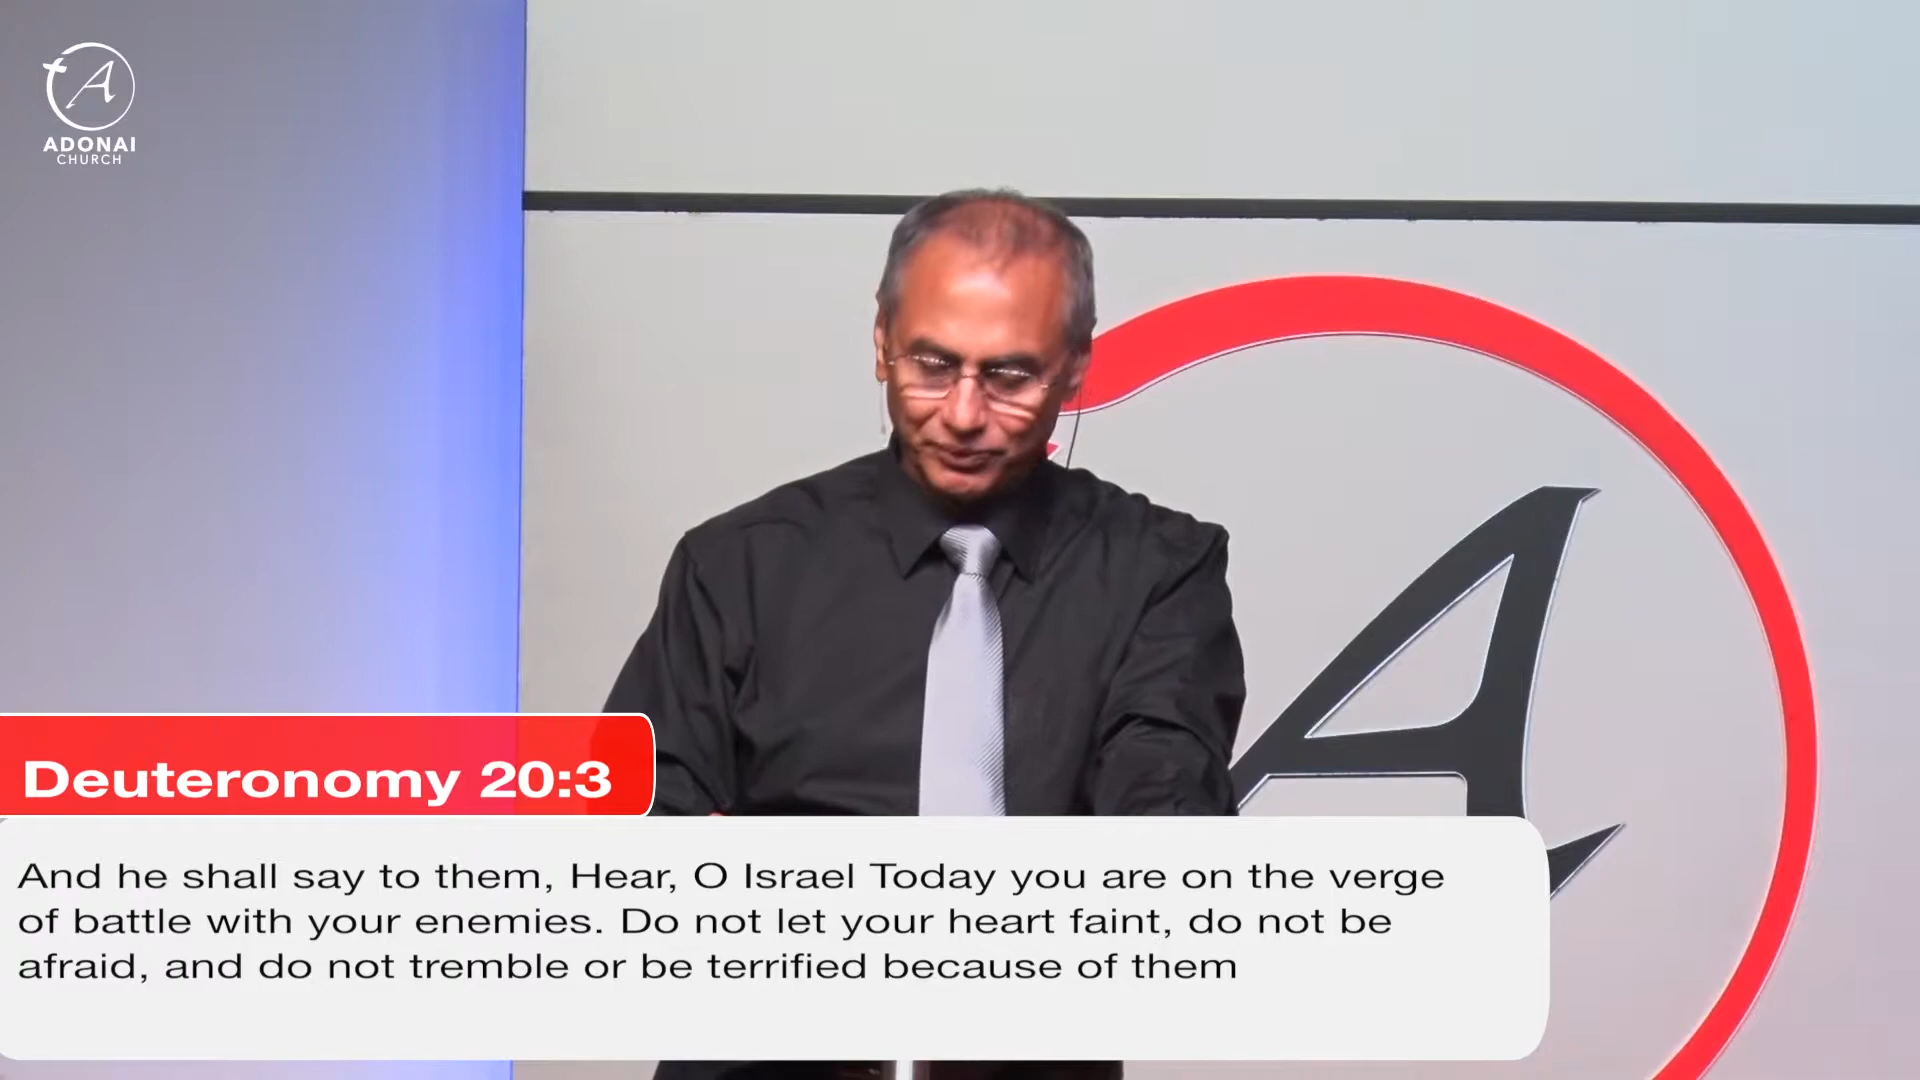 A
ADONAI
CHURCH
A
Deuteronomy 20:3
And he shall say to them, Hear, O Israel Today you are on the verge
of battle with your enemies. Do not let your heart faint, do not be
afraid, and do not tremble or be terrified because of them